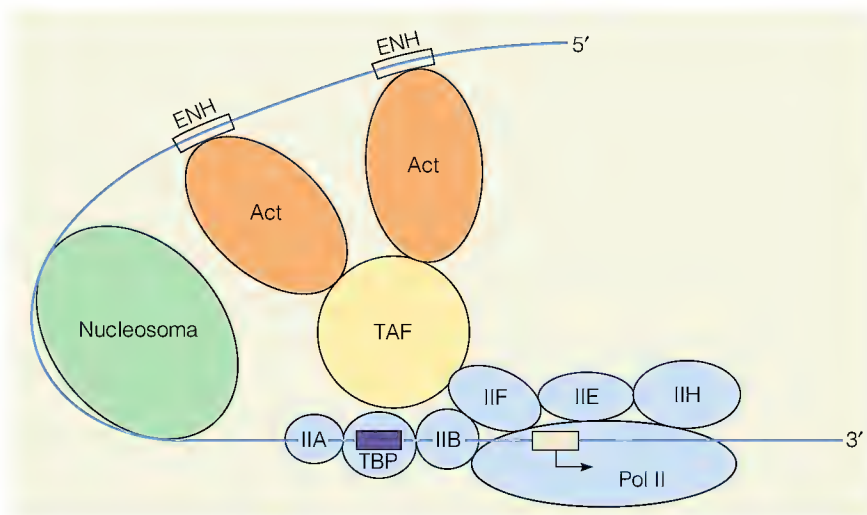 ENH
5′
ENH
Act
Act
Nucleosoma
TAF
IIF
IIE
IIH
IIA
TBP
IIB
3′
Pol II